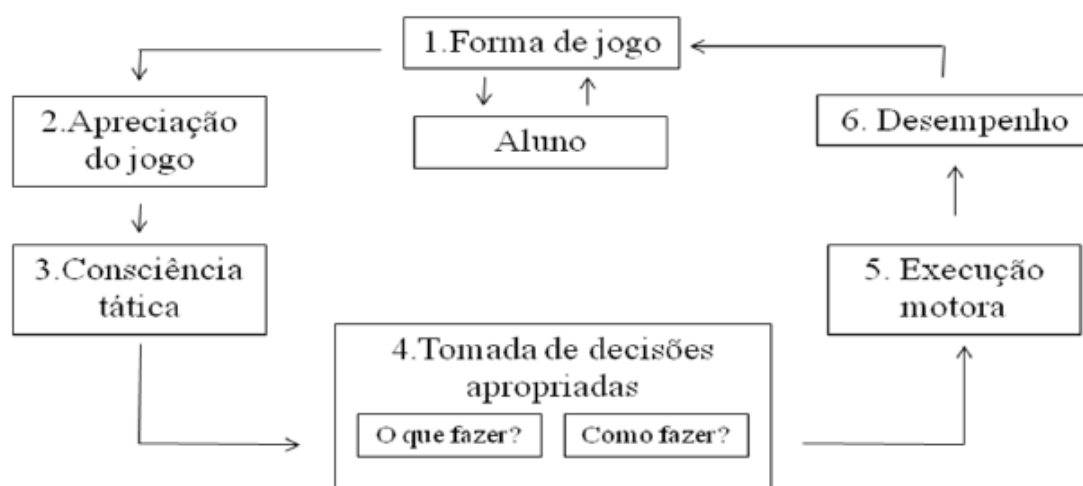 1.Forma de jogo
Aluno
2.Apreciação
do jogo
3.Consciência
tática
4.Tomada de decisões
apropriadas
O que fazer?
Como fazer?
5. Execução
motora
6. Desempenho